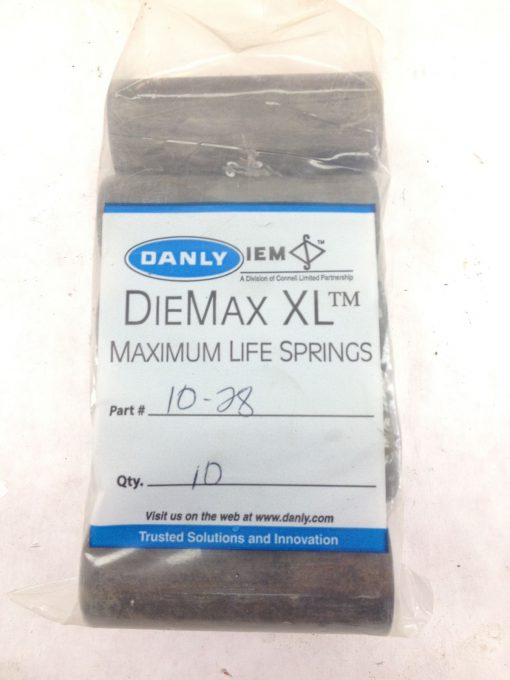 DANLY IEM™
A Division of Connell Limited Partnership
DIEMAX XL™
MAXIMUM LIFE SPRINGS
Part # 10-28
Qty. 10
Visit us on the web at www.danly.com
Trusted Solutions and Innovation